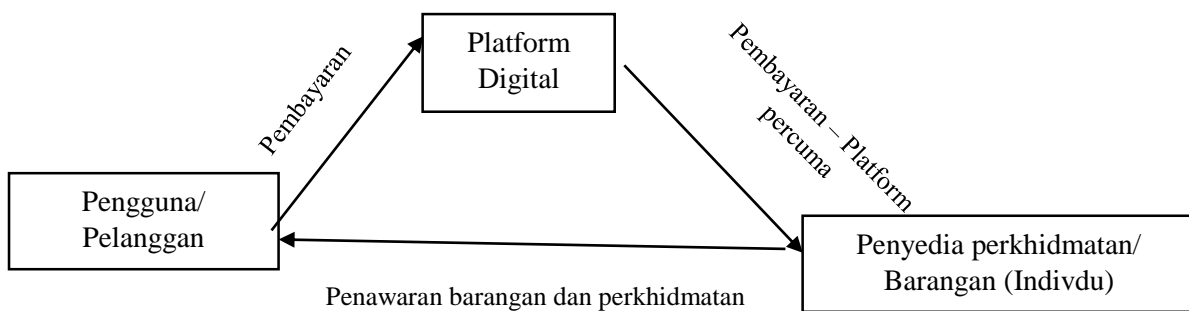 Platform
Digital
Pembayaran
Pembayaran – Platform
percuma
Pengguna/
Pelanggan
Penyedia perkhidmatan/
Barangan (Indivdu)
Penawaran barangan dan perkhidmatan